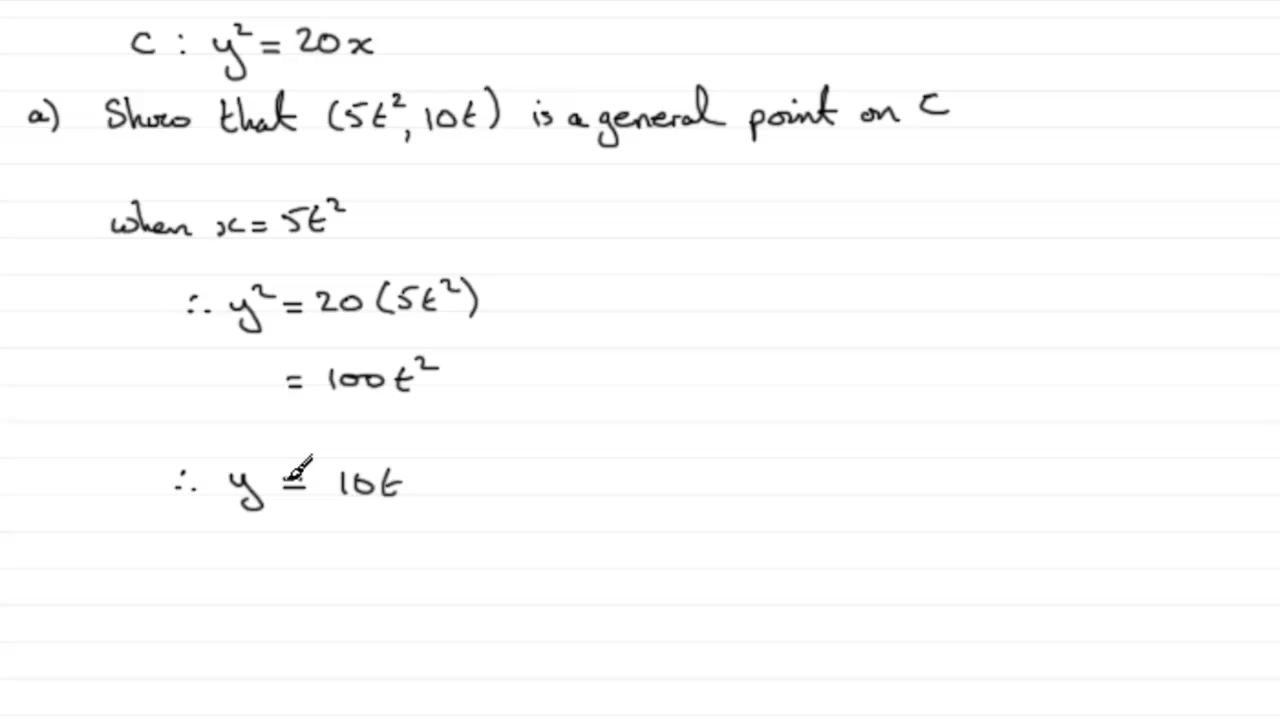 C : y² = 20x
a) Show that (5t², 10t) is a general point on C
when x = 5t²
∴ y² = 20(5t²)
= 100t²
∴ y = 10t